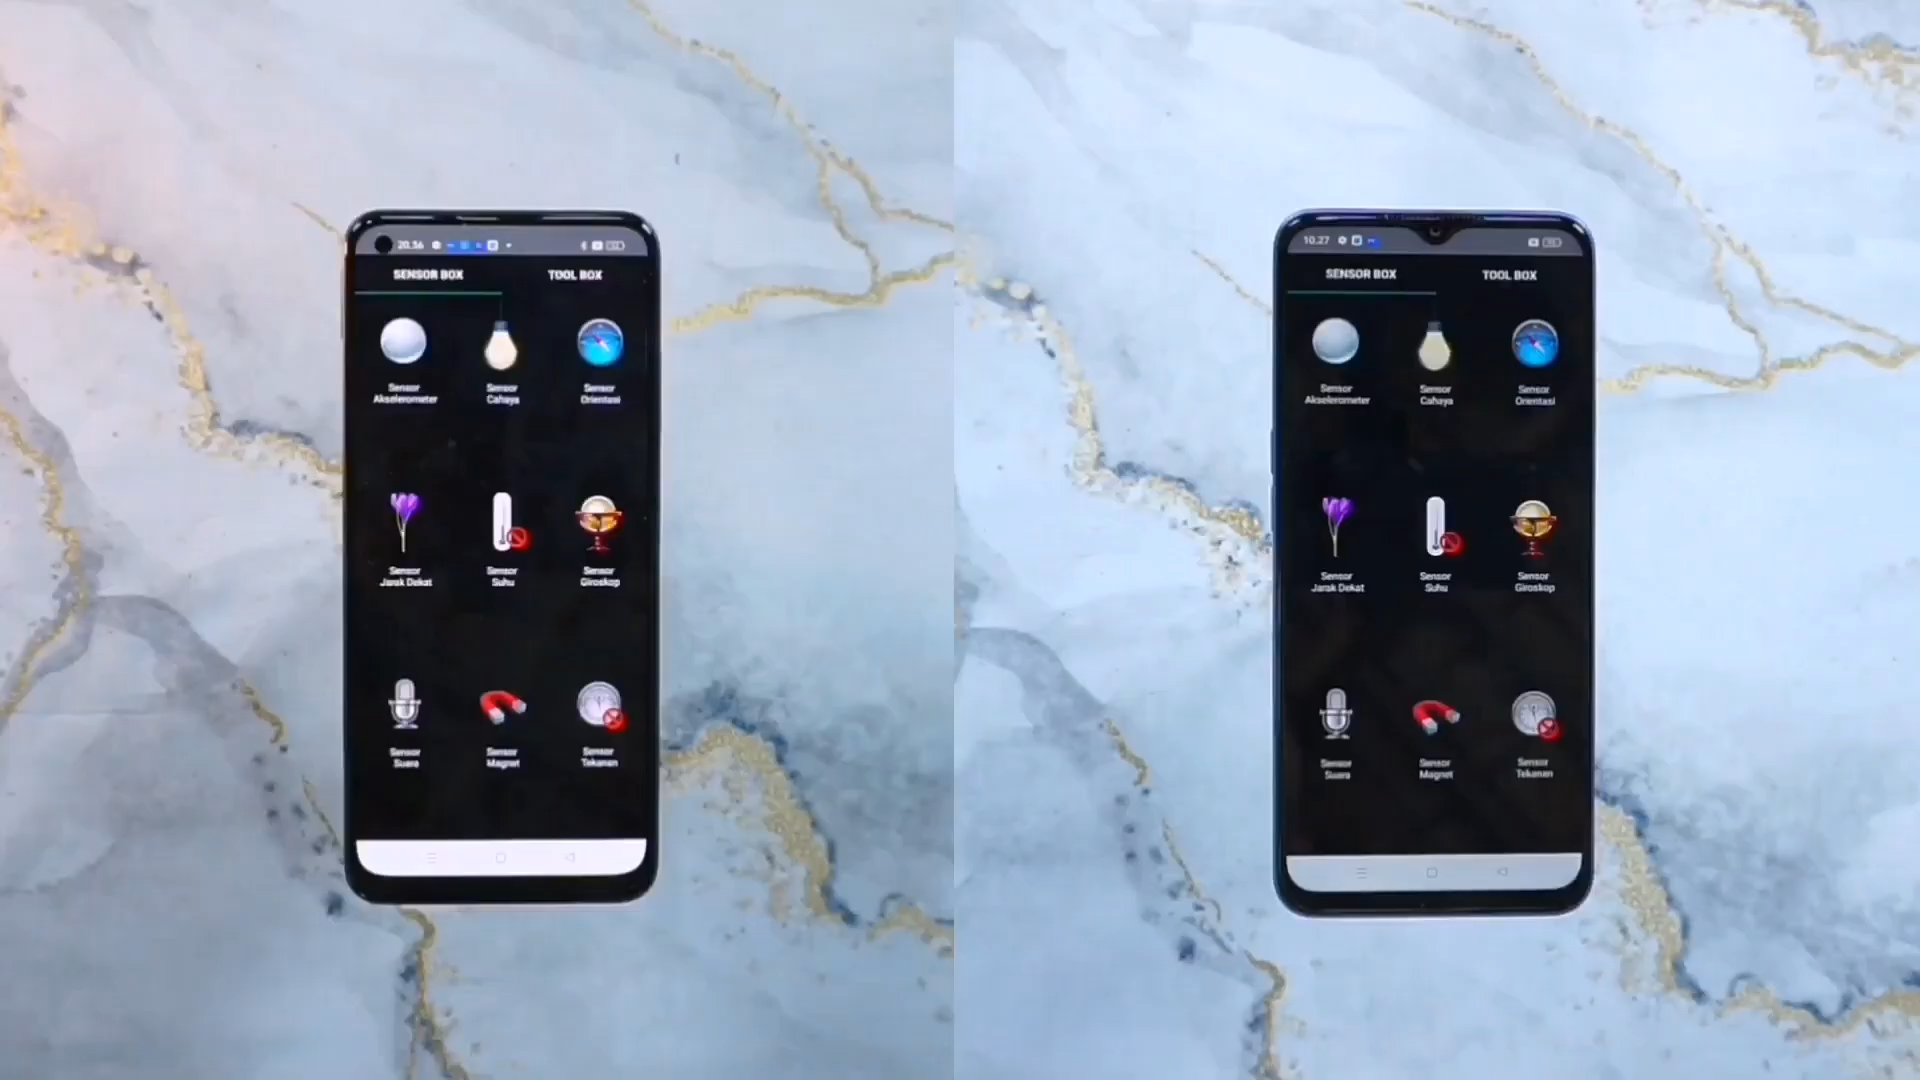 20.36
SENSOR BOX TOOL BOX
Sensor Sensor Sensor
Akselerometer Cahaya Orientasi
Sensor Sensor Sensor
Jarak Dekat Suhu Giroskop
Sensor Sensor Sensor
Suara Magnet Tekanan
10.27
SENSOR BOX TOOL BOX
Sensor Sensor Sensor
Akselerometer Cahaya Orientasi
Sensor Sensor Sensor
Jarak Dekat Suhu Giroskop
Sensor Sensor Sensor
Suara Magnet Tekanan